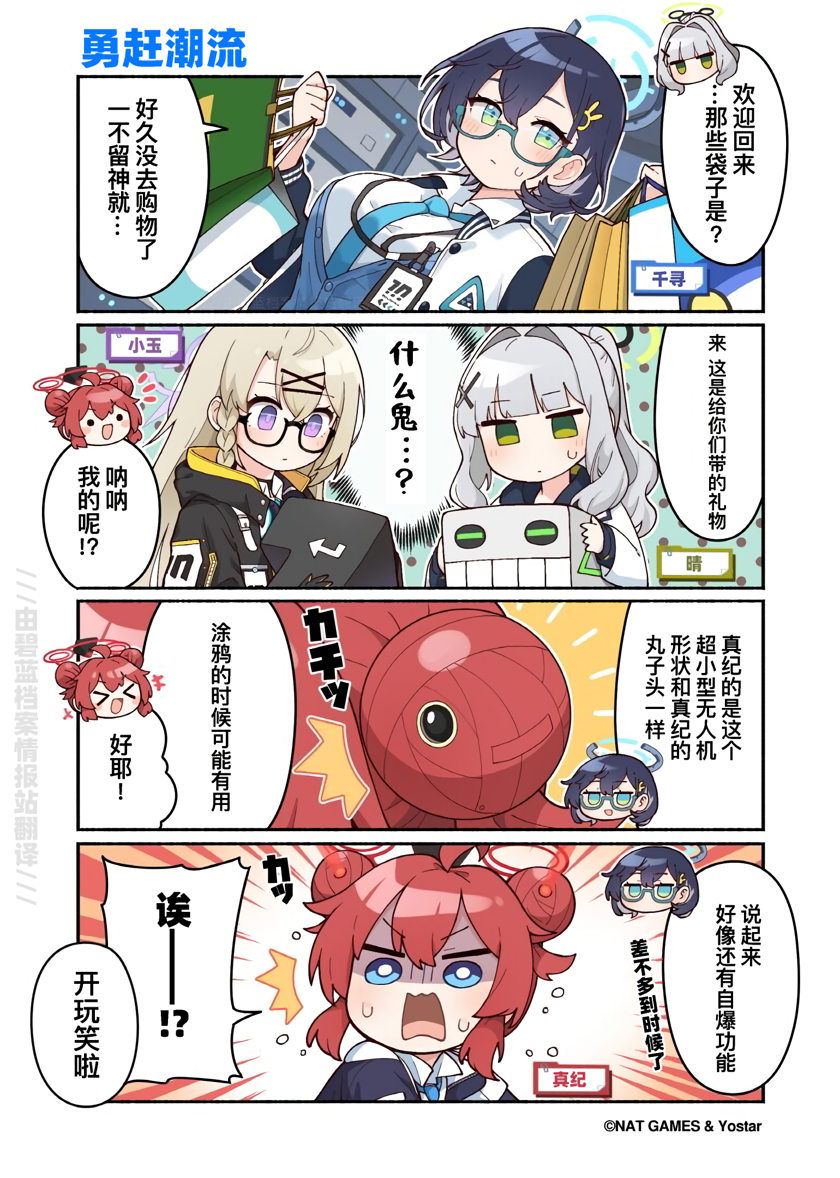 勇赶潮流
欢迎回来
…那些袋子是？
好久没去购物了
一不留神就…
千寻
来 这是给你们带的礼物
什么鬼…？
小玉
呐呐
我的呢!?
晴
真纪的是这个
超小型无人机
形状和真纪的
丸子头一样
カチッ
涂鸦的时候可能有用
好耶！
说起来
好像还有自爆功能
差不多到时候了
カッ
诶——!?
开玩笑啦
真纪
///由碧蓝档案情报站翻译///
©NAT GAMES & Yostar